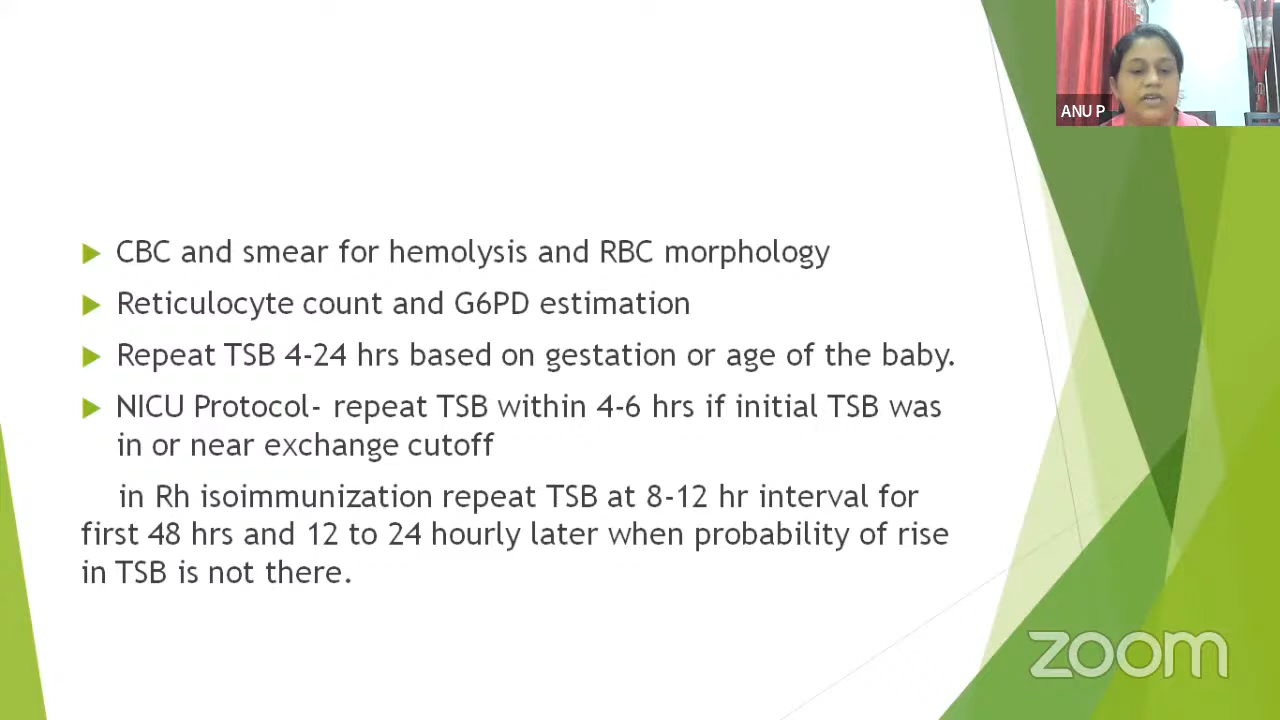 ANU P
CBC and smear for hemolysis and RBC morphology
Reticulocyte count and G6PD estimation
Repeat TSB 4-24 hrs based on gestation or age of the baby.
NICU Protocol- repeat TSB within 4-6 hrs if initial TSB was
in or near exchange cutoff
in Rh isoimmunization repeat TSB at 8-12 hr interval for
first 48 hrs and 12 to 24 hourly later when probability of rise
in TSB is not there.
zoom